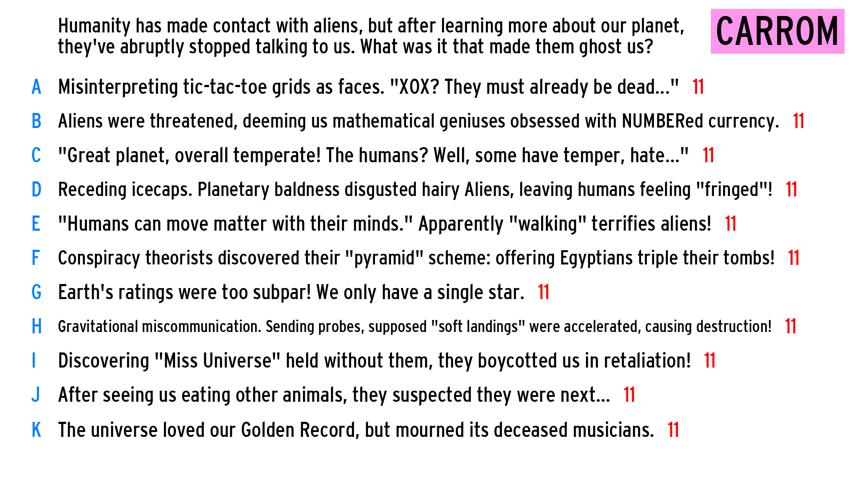 Humanity has made contact with aliens, but after learning more about our planet,
they've abruptly stopped talking to us. What was it that made them ghost us?
CARROM
A Misinterpreting tic-tac-toe grids as faces. "XOX? They must already be dead..." 11
B Aliens were threatened, deeming us mathematical geniuses obsessed with NUMBERed currency. 11
C "Great planet, overall temperate! The humans? Well, some have temper, hate..." 11
D Receding icecaps. Planetary baldness disgusted hairy Aliens, leaving humans feeling "fringed"! 11
E "Humans can move matter with their minds." Apparently "walking" terrifies aliens! 11
F Conspiracy theorists discovered their "pyramid" scheme: offering Egyptians triple their tombs! 11
G Earth's ratings were too subpar! We only have a single star. 11
H Gravitational miscommunication. Sending probes, supposed "soft landings" were accelerated, causing destruction! 11
I Discovering "Miss Universe" held without them, they boycotted us in retaliation! 11
J After seeing us eating other animals, they suspected they were next... 11
K The universe loved our Golden Record, but mourned its deceased musicians. 11